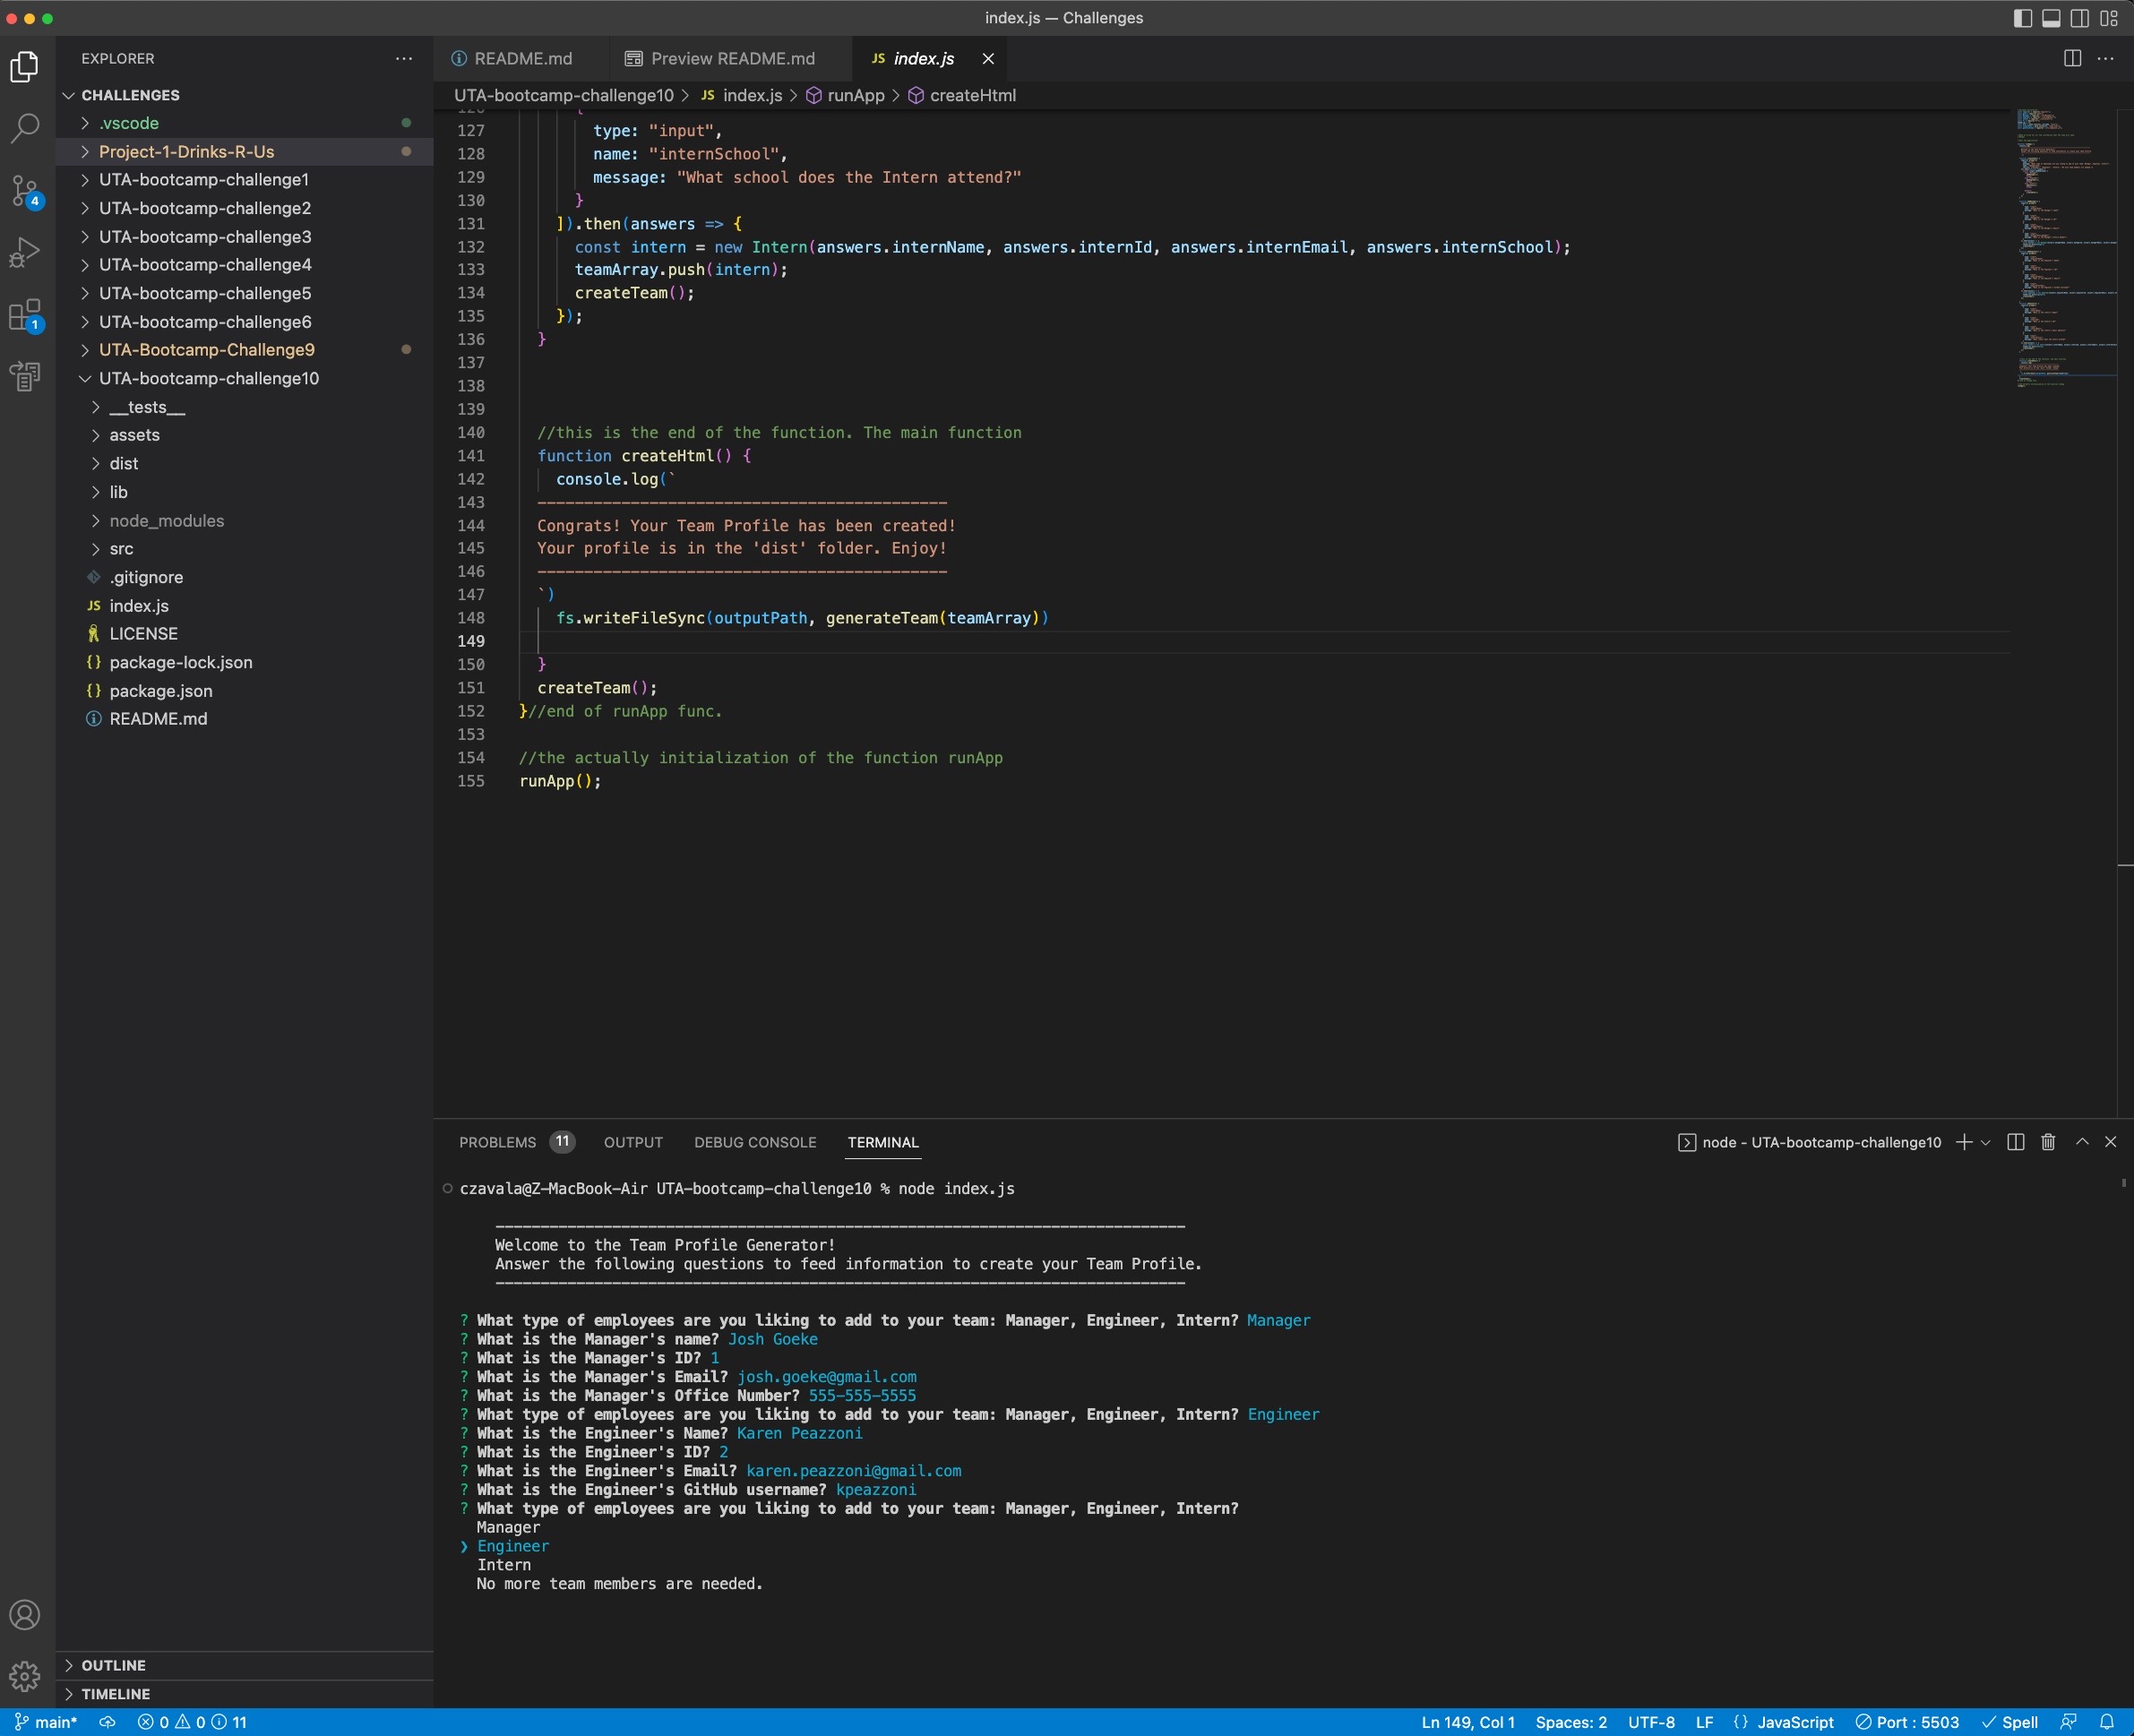 index.js — Challenges
EXPLORER
CHALLENGES
.vscode
Project-1-Drinks-R-Us
UTA-bootcamp-challenge1
UTA-bootcamp-challenge2
UTA-bootcamp-challenge3
UTA-bootcamp-challenge4
UTA-bootcamp-challenge5
UTA-bootcamp-challenge6
UTA-Bootcamp-Challenge9
UTA-bootcamp-challenge10
__tests__
assets
dist
lib
node_modules
src
.gitignore
JS index.js
LICENSE
{} package-lock.json
{} package.json
README.md
OUTLINE
TIMELINE
4
1
README.md
Preview README.md
JS index.js
UTA-bootcamp-challenge10 > JS index.js > runApp > createHtml
127 type: "input",
128 name: "internSchool",
129 message: "What school does the Intern attend?"
130 }
131 ]).then(answers => {
132 const intern = new Intern(answers.internName, answers.internId, answers.internEmail, answers.internSchool);
133 teamArray.push(intern);
134 createTeam();
135 });
136 }
137
138
139
140 //this is the end of the function. The main function
141 function createHtml() {
142 console.log(`
143 --------------------------------------------
144 Congrats! Your Team Profile has been created!
145 Your profile is in the 'dist' folder. Enjoy!
146 --------------------------------------------
147 `)
148 fs.writeFileSync(outputPath, generateTeam(teamArray))
149
150 }
151 createTeam();
152 }//end of runApp func.
153
154 //the actually initialization of the function runApp
155 runApp();
PROBLEMS 11 OUTPUT DEBUG CONSOLE TERMINAL
node - UTA-bootcamp-challenge10
czavala@Z-MacBook-Air UTA-bootcamp-challenge10 % node index.js
-----------------------------------------------------------------------------
Welcome to the Team Profile Generator!
Answer the following questions to feed information to create your Team Profile.
-----------------------------------------------------------------------------
? What type of employees are you liking to add to your team: Manager, Engineer, Intern? Manager
? What is the Manager's name? Josh Goeke
? What is the Manager's ID? 1
? What is the Manager's Email? josh.goeke@gmail.com
? What is the Manager's Office Number? 555-555-5555
? What type of employees are you liking to add to your team: Manager, Engineer, Intern? Engineer
? What is the Engineer's Name? Karen Peazzoni
? What is the Engineer's ID? 2
? What is the Engineer's Email? karen.peazzoni@gmail.com
? What is the Engineer's GitHub username? kpeazzoni
? What type of employees are you liking to add to your team: Manager, Engineer, Intern?
Manager
❯ Engineer
Intern
No more team members are needed.
main* 0 0 11
Ln 149, Col 1 Spaces: 2 UTF-8 LF {} JavaScript Port : 5503 Spell